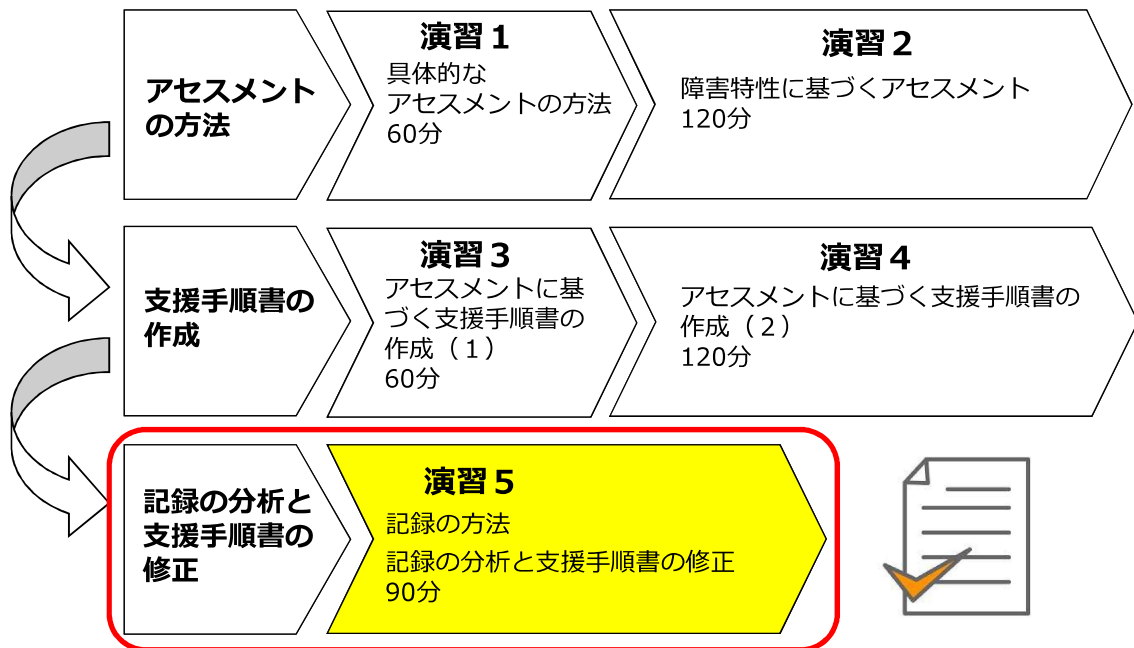 アセスメント
の方法
演習１
具体的な
アセスメントの方法
60分
演習２
障害特性に基づくアセスメント
120分
支援手順書の
作成
演習３
アセスメントに基
づく支援手順書の
作成（１）
60分
演習４
アセスメントに基づく支援手順書の
作成（２）
120分
記録の分析と
支援手順書の
修正
演習５
記録の方法
記録の分析と支援手順書の修正
90分